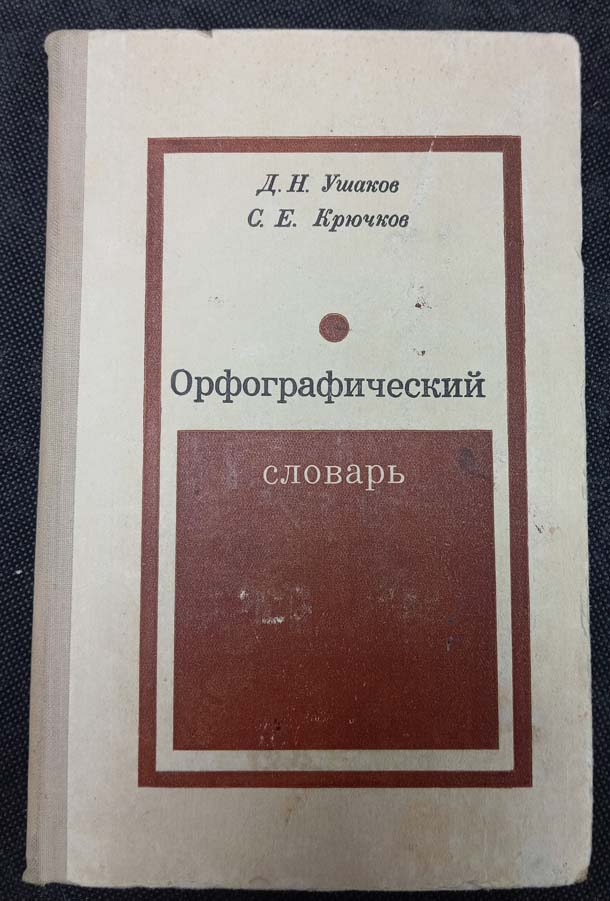 Д. Н. Ушаков
С. Е. Крючков
Орфографический
словарь